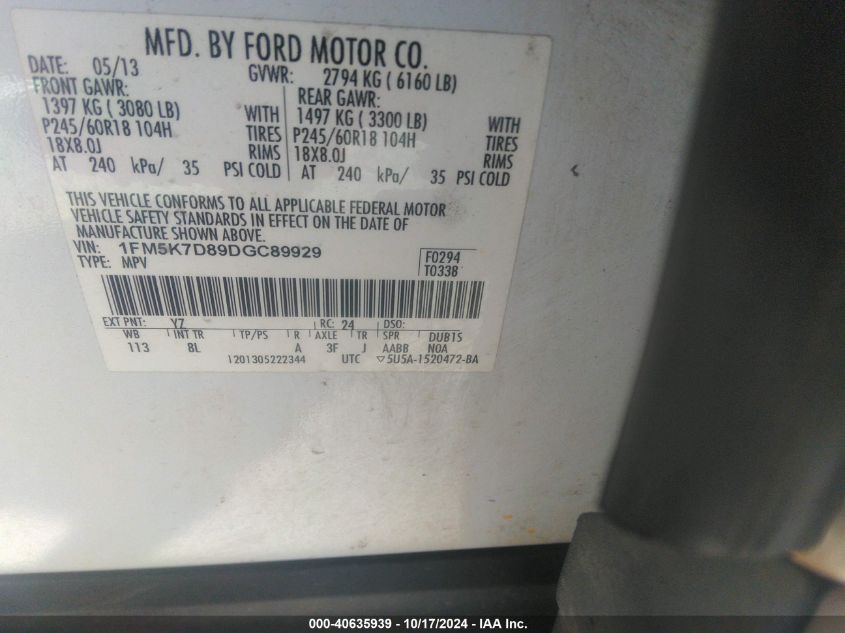 MFD. BY FORD MOTOR CO.
DATE: 05/13 GVWR: 2794 KG ( 6160 LB)
FRONT GAWR: REAR GAWR:
1397 KG ( 3080 LB) WITH 1497 KG ( 3300 LB) WITH
P245/60R18 104H TIRES P245/60R18 104H TIRES
18X8.0J RIMS 18X8.0J RIMS
AT 240 kPa/ 35 PSI COLD AT 240 kPa/ 35 PSI COLD
THIS VEHICLE CONFORMS TO ALL APPLICABLE FEDERAL MOTOR
VEHICLE SAFETY STANDARDS IN EFFECT ON THE DATE OF
MANUFACTURE SHOWN ABOVE.
VIN: 1FM5K7D89DGC89929 F0294
TYPE: MPV T0338
EXT PNT: YZ RC: 24 DSO:
WB INT TR TP/PS R AXLE TR SPR DUB1S
113 BL A 3F J AABB NOA
1201305222344 UTC ▽5U5A-1520472-BA
000-40635939 - 10/17/2024 - IAA Inc.